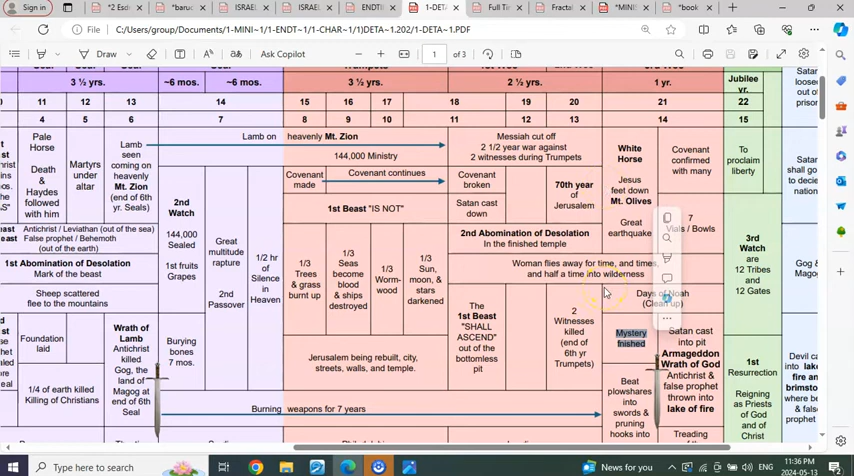 Sign in
*2 Esd
*baruc
ISRAEL
ISRAEL
ENDTIN
1-DETA
Full Tir
Fractal
*MINIS
*book
File
C:/Users/group/Documents/1-MINI~1/ENDT~1/1-CHAR~1/1)DETA~1.202/1-DETA~1.PDF
Ask Copilot
1
of 3
3 ½ yrs.
~6 mos.
~6 mos.
3 ½ yrs.
2 ½ yrs.
1 yr.
Jubilee
yr.
Satan
loosed
out of
prison
11
12
13
14
15
16
17
18
19
20
21
22
4
5
6
7
8
9
10
11
12
13
14
15
Pale
Horse
Death
&
Haydes
followed
with him
Martyrs
under
altar
Lamb
seen
coming on
heavenly
Mt. Zion
(end of 6th
yr. Seals)
Lamb on heavenly Mt. Zion
144,000 Ministry
Covenant
made
Covenant continues
1st Beast "IS NOT"
Messiah cut off
2 1/2 year war against
2 witnesses during Trumpets
Covenant
broken
Satan cast
down
70th year
of
Jerusalem
White
Horse
Jesus
feet down
Mt. Olives
Great
earthquake
Covenant
confirmed
with many
7
Vials / Bowls
To
proclaim
liberty
Antichrist / Leviathan (out of the sea)
False prophet / Behemoth
(out of the earth)
1st Abomination of Desolation
Mark of the beast
Sheep scattered
flee to the mountains
2nd
Watch
144,000
Sealed
1st fruits
Grapes
Great
multitude
rapture
2nd
Passover
1/2 hr
of
Silence
in
Heaven
1/3
Trees
&
grass
burnt up
1/3
Seas
become
blood
& ships
destroyed
1/3
Worm-
wood
1/3
Sun,
moon, &
stars
darkened
2nd Abomination of Desolation
In the finished temple
Woman flies away for time, and times,
and half a time in wilderness
Days of Noah
(Clean up)
3rd
Watch
are
12 Tribes
and
12 Gates
Foundation
laid
1/4 of earth killed
Killing of Christians
Wrath of
Lamb
Antichrist
killed
Gog, the
land of
Magog at
end of 6th
Seal
Burying
bones
7 mos.
Jerusalem being rebuilt, city,
streets, walls, and temple.
The
1st Beast
"SHALL
ASCEND"
out of the
bottomless
pit
2
Witnesses
killed
(end of
6th yr
Trumpets)
Mystery
fnished
Satan cast
into pit
Armageddon
Wrath of God
Antichrist &
false prophet
thrown into
lake of fire
Beat
plowshares
into
swords &
pruning
hooks into
Treading
1st
Resurrection
Reigning
as Priests
of God
and of
Christ
Burning weapons for 7 years
Type here to search
News for you
ENG
11:36 PM
2024-05-13